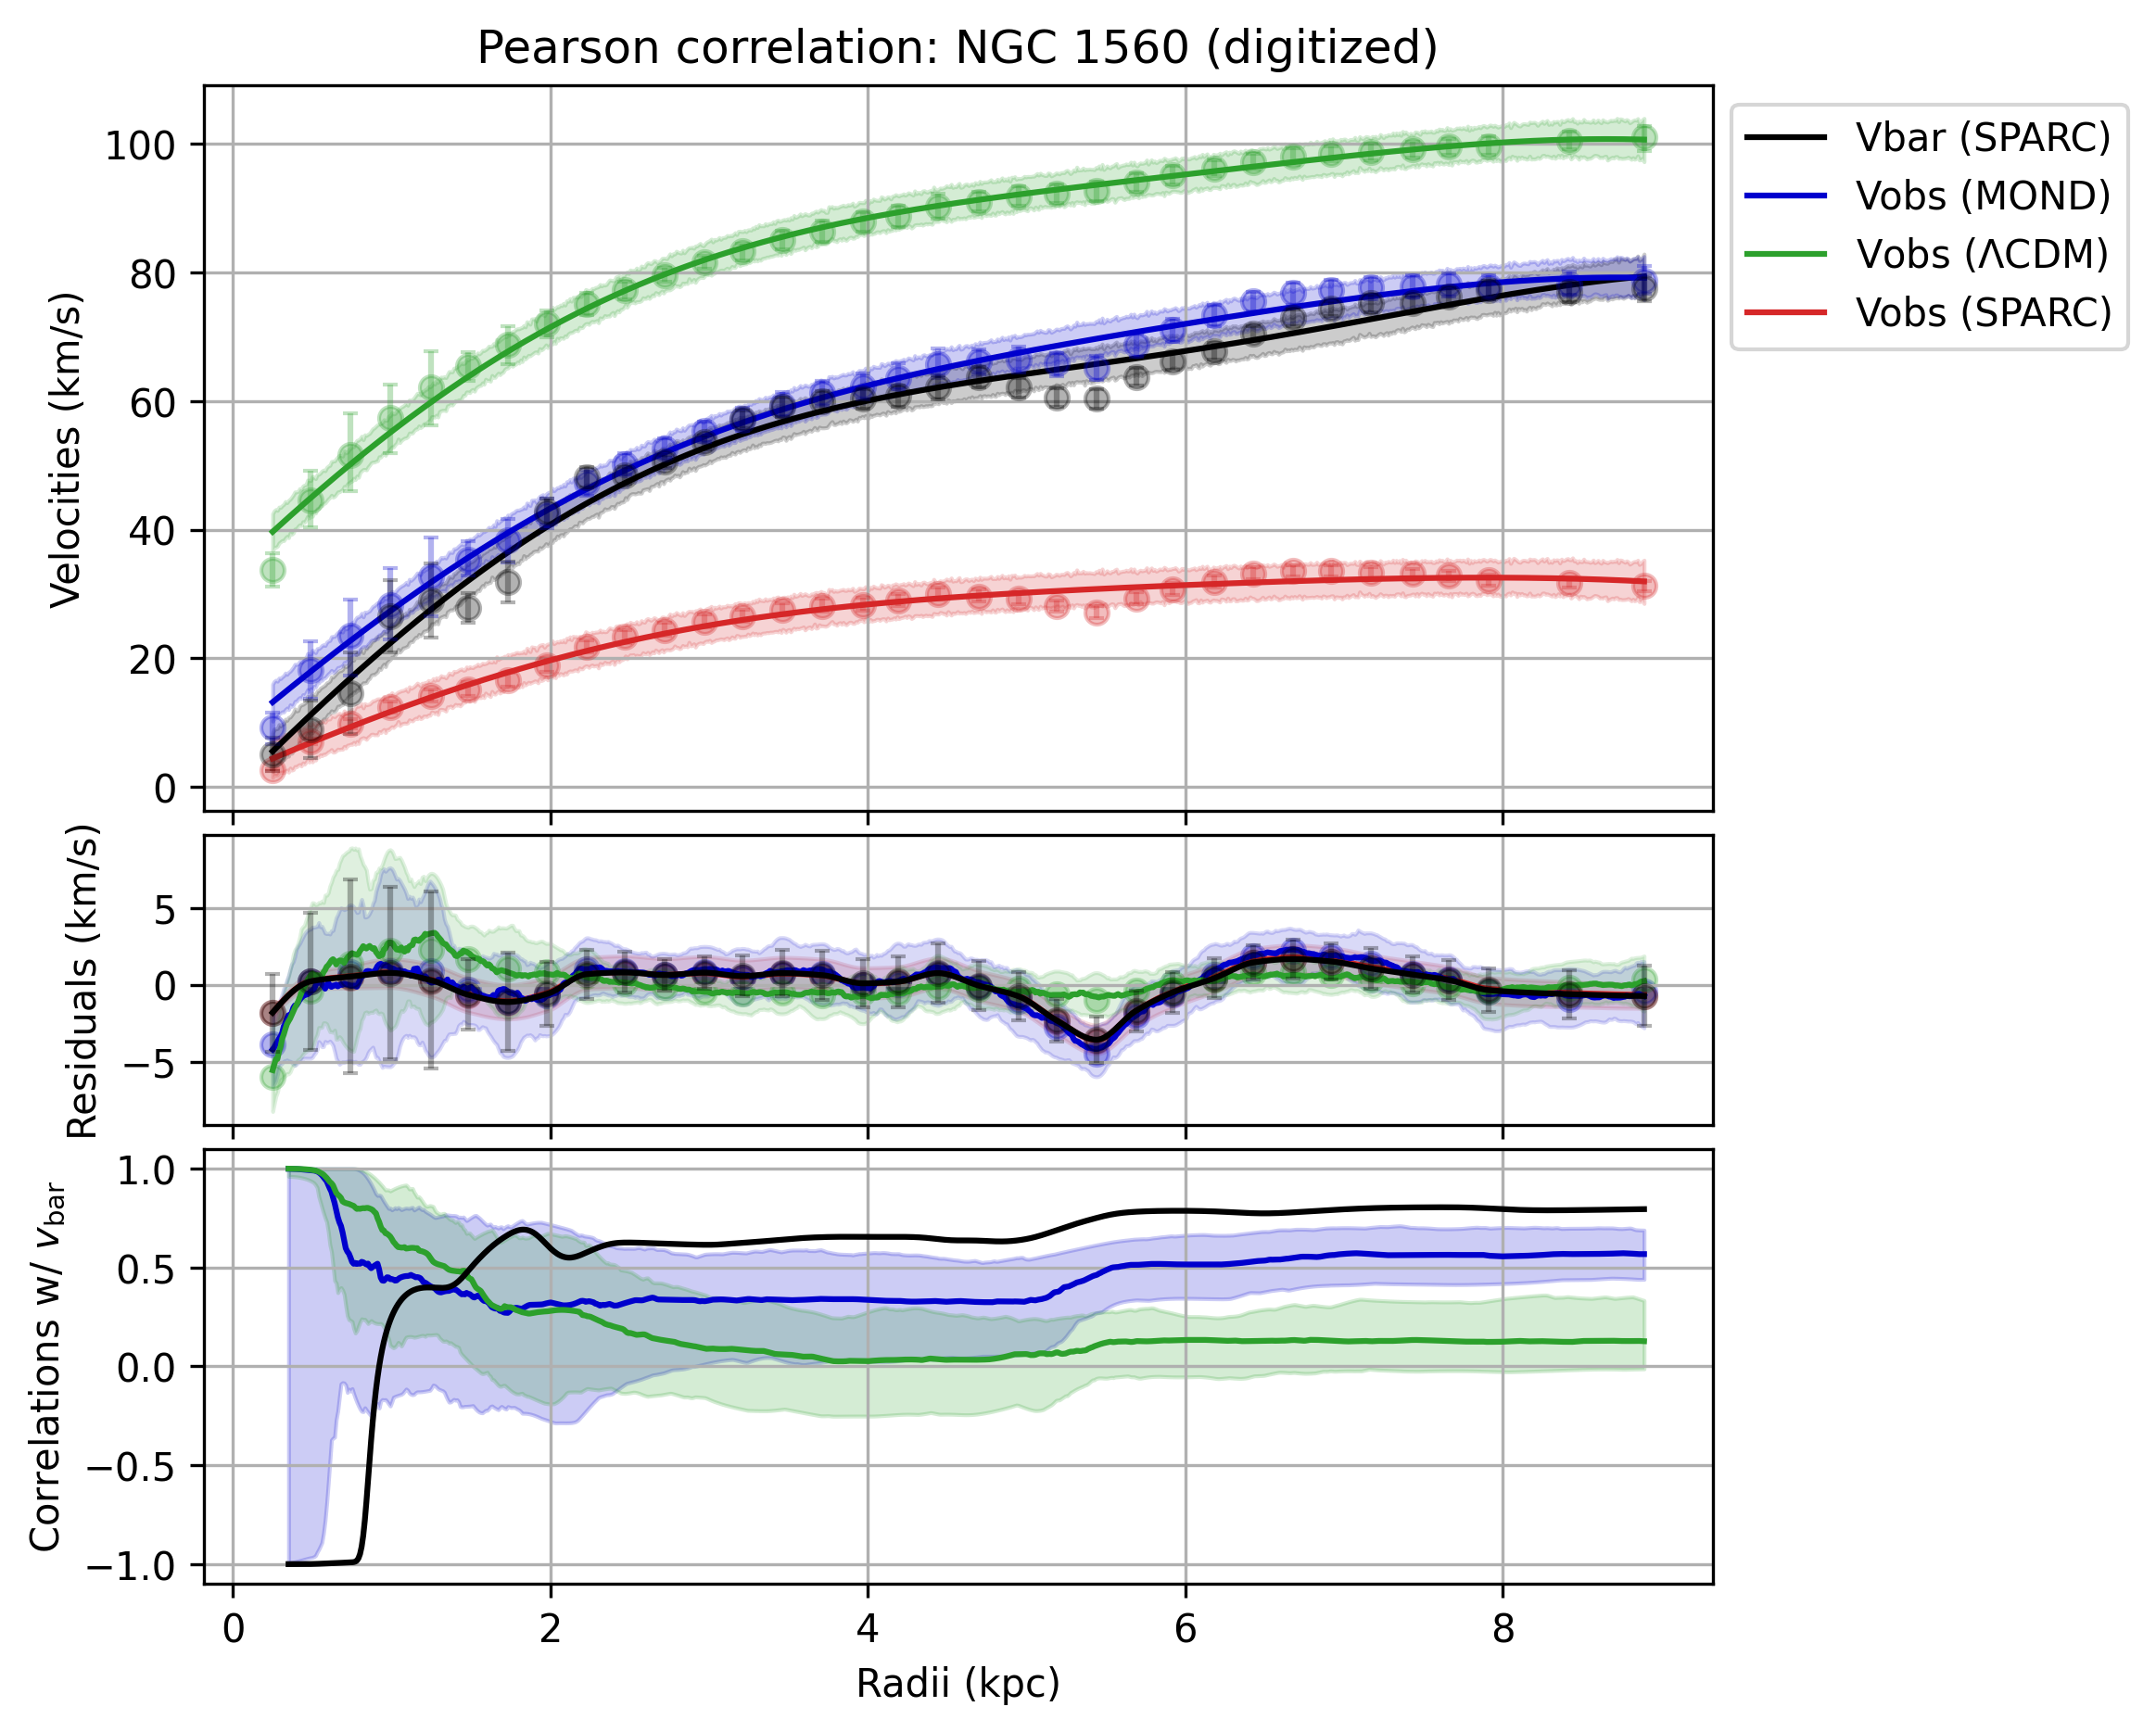 Pearson correlation: NGC 1560 (digitized)
Velocities (km/s)
100
80
60
40
20
0
Vbar (SPARC)
Vobs (MOND)
Vobs (ΛCDM)
Vobs (SPARC)
Residuals (km/s)
5
0
−5
Correlations w/ vbar
1.0
0.5
0.0
−0.5
−1.0
0 2 4 6 8
Radii (kpc)